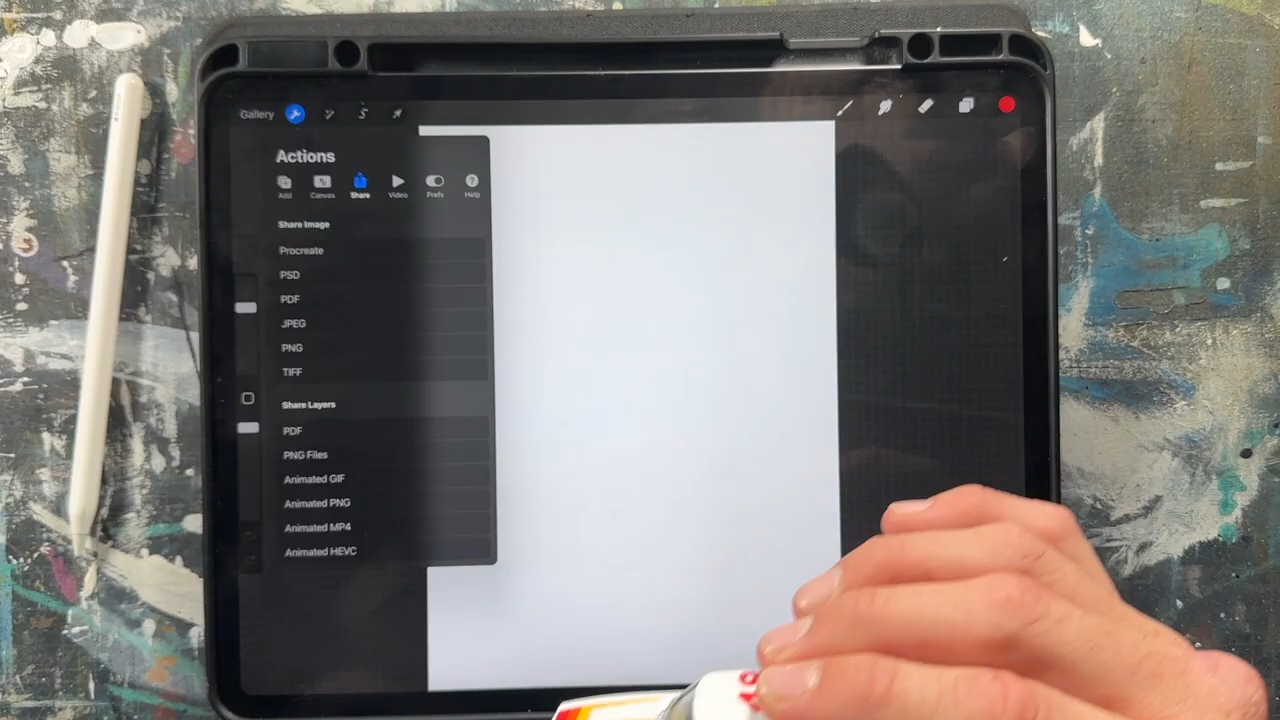 Gallery
Actions
Add Canvas Share Video Prefs Help
Share Image
Procreate
PSD
PDF
JPEG
PNG
TIFF
Share Layers
PDF
PNG Files
Animated GIF
Animated PNG
Animated MP4
Animated HEVC